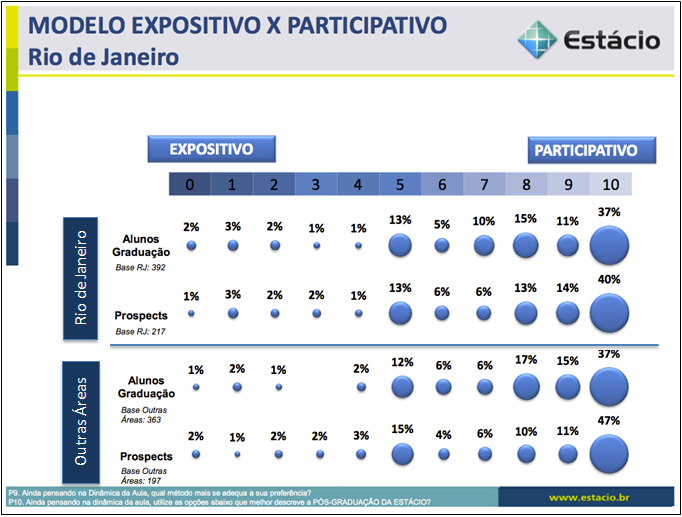 MODELO EXPOSITIVO X PARTICIPATIVO
Rio de Janeiro
Estácio
EXPOSITIVO
PARTICIPATIVO
0 1 2 3 4 5 6 7 8 9 10
Rio de Janeiro
2% 3% 2% 1% 1% 13% 5% 10% 15% 11% 37%
Alunos
Graduação
Base RJ: 392
1% 3% 2% 2% 1% 13% 6% 6% 13% 14% 40%
Prospects
Base RJ: 217
Outras Áreas
1% 2% 1% 2% 12% 6% 6% 17% 15% 37%
Alunos
Graduação
Base Outras
Áreas: 363
2% 1% 2% 2% 3% 15% 4% 6% 10% 11% 47%
Prospects
Base Outras
Áreas: 197
P9. Ainda pensando na Dinâmica da Aula, qual método mais se adequa a sua preferência?
P10. Ainda pensando na dinâmica da aula, utilize as opções abaixo que melhor descreve a PÓS-GRADUAÇÃO DA ESTÁCIO?
www.estacio.br